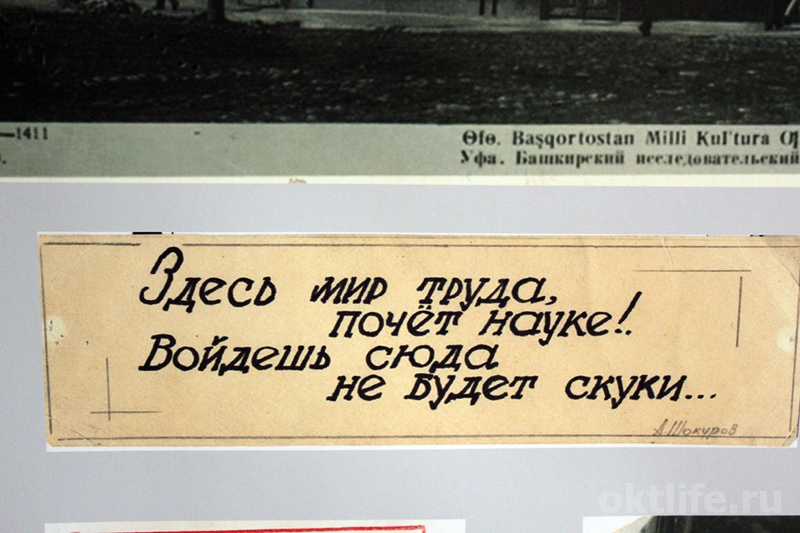 —1411
Өfө. Başqortostan Milli Kul'tura
Уфа. Башкирский исследовательский
Здесь мир труда,
почёт науке!.
Войдешь сюда
не будет скуки...
А.Шокуров
oktlife.ru